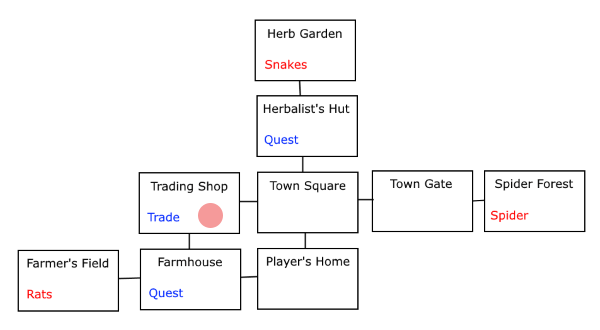 Herb Garden
Snakes
Herbalist's Hut
Quest
Trading Shop
Trade
Town Square
Town Gate
Spider Forest
Spider
Farmer's Field
Rats
Farmhouse
Quest
Player's Home